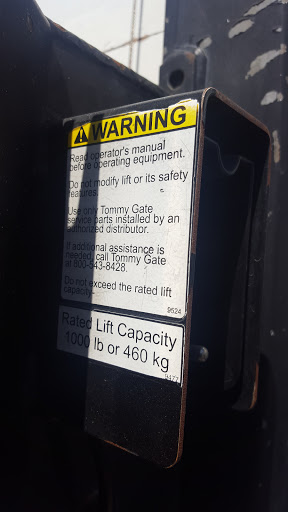 WARNING
Read operator's manual
before operating equipment.
Do not modify lift or its safety
features.
Use only Tommy Gate
service parts installed by an
authorized distributor.
If additional assistance is
needed, call Tommy Gate
at 800-543-8428.
Do not exceed the rated lift
capacity.
9524
Rated Lift Capacity
1000 lb or 460 kg
9477